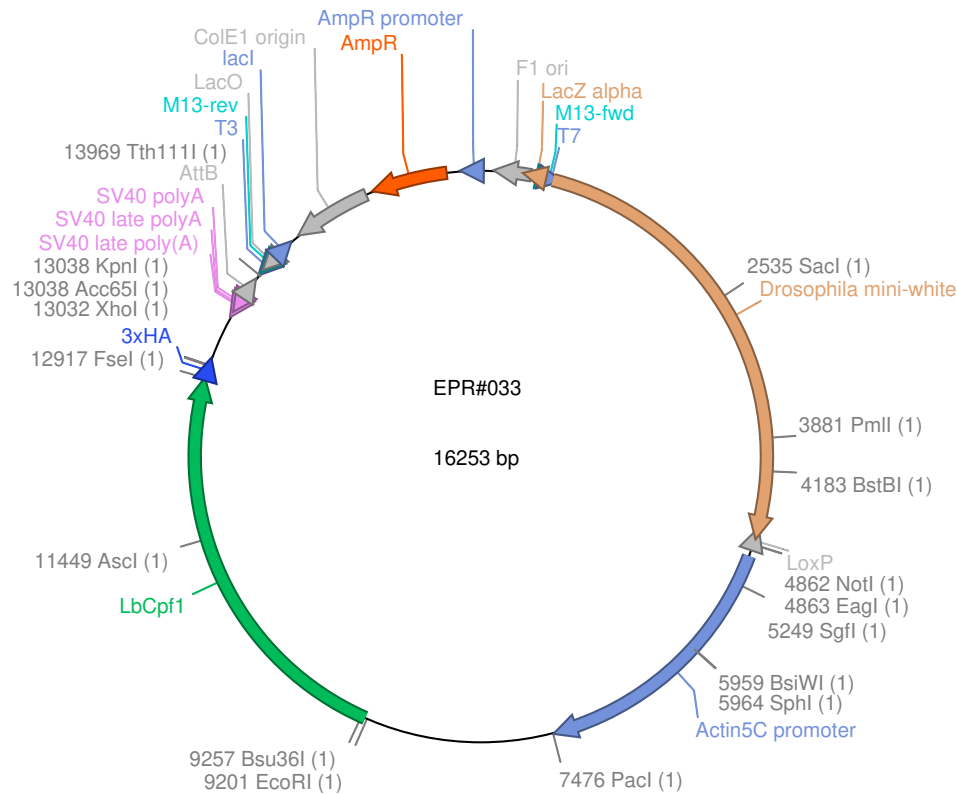 AmpR promoter
ColE1 origin
AmpR
lacI
F1 ori
LacO
LacZ alpha
M13-rev
M13-fwd
T3
T7
13969 Tth111I (1)
AttB
SV40 polyA
SV40 late polyA
SV40 late poly(A)
13038 KpnI (1)
2535 SacI (1)
13038 Acc65I (1)
Drosophila mini-white
13032 XhoI (1)
3xHA
12917 FseI (1)
EPR#033
3881 PmlI (1)
16253 bp
4183 BstBI (1)
11449 AscI (1)
LoxP
4862 NotI (1)
LbCpf1
4863 EagI (1)
5249 SgfI (1)
5959 BsiWI (1)
5964 SphI (1)
Actin5C promoter
9257 Bsu36I (1)
7476 PacI (1)
9201 EcoRI (1)